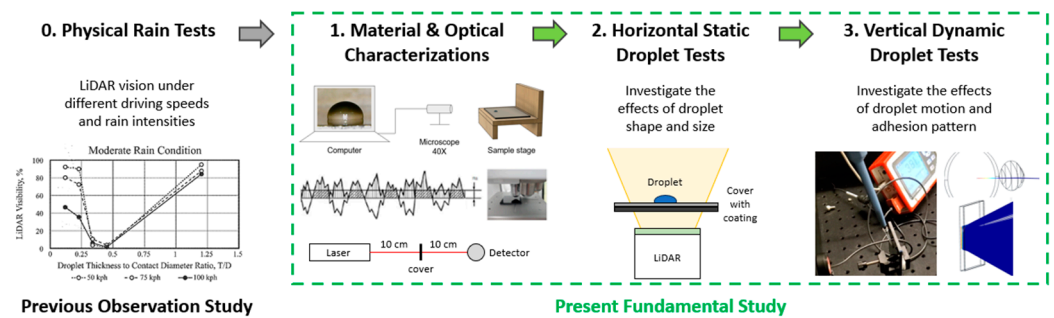 0. Physical Rain Tests
LiDAR vision under
different driving speeds
and rain intensities
Moderate Rain Condition
LiDAR Visibility, %
100
80
60
40
20
0
0 0.25 0.5 0.75 1 1.25 1.5
Droplet Thickness to Contact Diameter Ratio, T/D
50 kph 75 kph 100 kph
Previous Observation Study
1. Material & Optical
Characterizations
Computer
Microscope
40X
Sample stage
10 cm 10 cm
Laser
Detector
cover
2. Horizontal Static
Droplet Tests
Investigate the
effects of droplet
shape and size
Droplet
Cover
with
coating
LiDAR
3. Vertical Dynamic
Droplet Tests
Investigate the effects
of droplet motion and
adhesion pattern
Present Fundamental Study